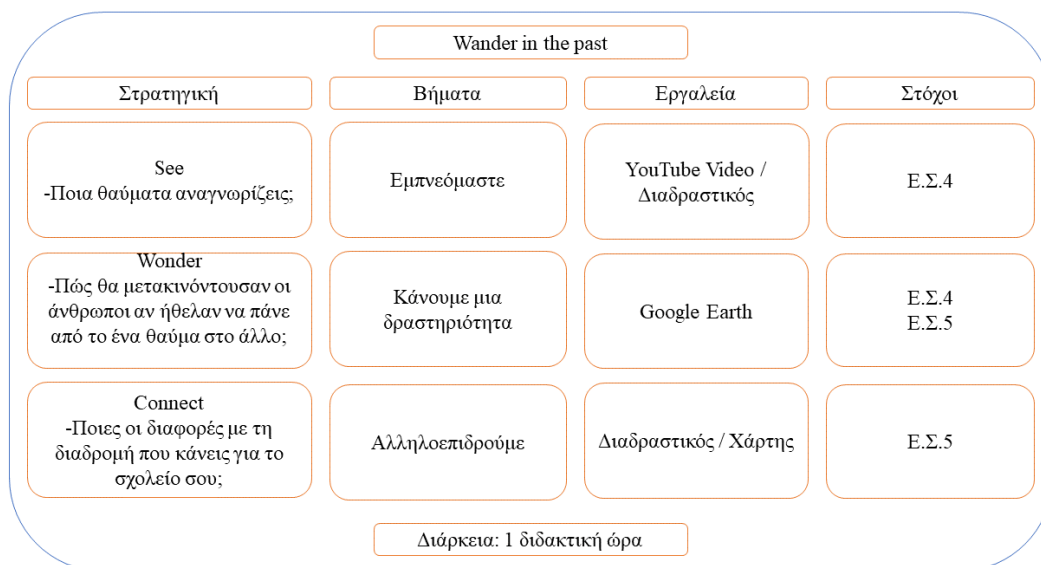 Wander in the past
Στρατηγική
Βήματα
Εργαλεία
Στόχοι
See
-Ποια θαύματα αναγνωρίζεις;
Εμπνεόμαστε
YouTube Video /
Διαδραστικός
Ε.Σ.4
Wonder
-Πώς θα μετακινόντουσαν οι
άνθρωποι αν ήθελαν να πάνε
από το ένα θαύμα στο άλλο;
Κάνουμε μια
δραστηριότητα
Google Earth
Ε.Σ.4
Ε.Σ.5
Connect
-Ποιες οι διαφορές με τη
διαδρομή που κάνεις για το
σχολείο σου;
Αλληλοεπιδρούμε
Διαδραστικός / Χάρτης
Ε.Σ.5
Διάρκεια: 1 διδακτική ώρα